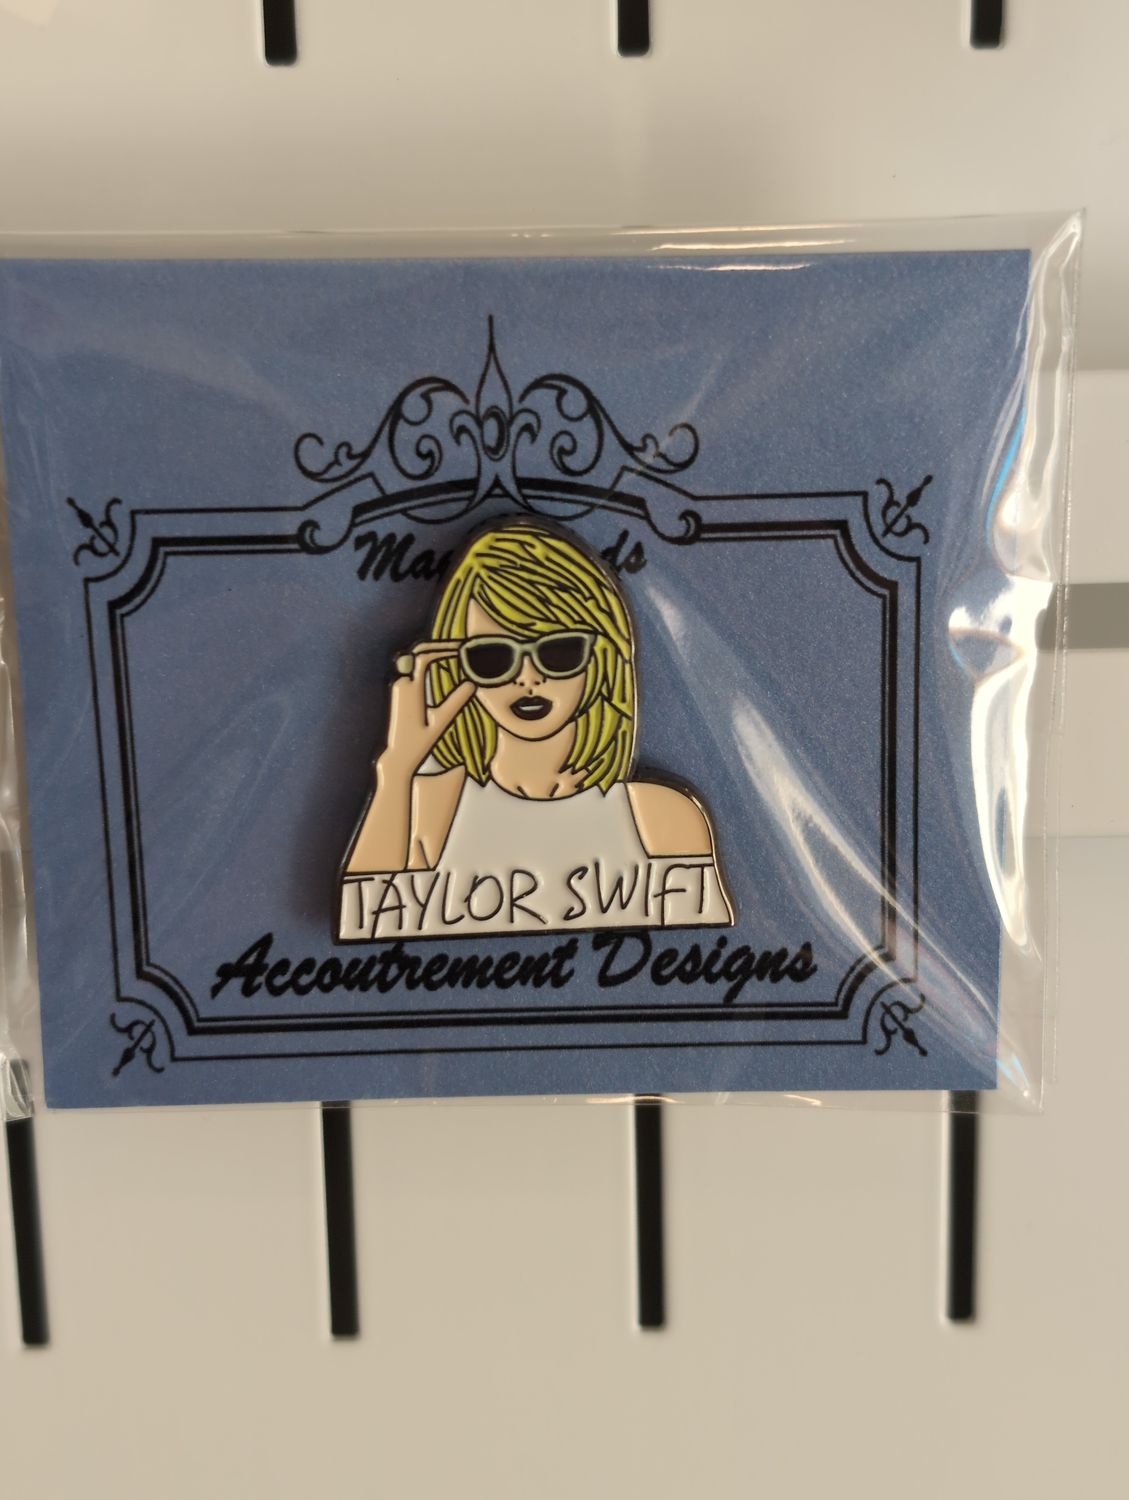 TAYLOR SWIFT
Accoutrement Designs